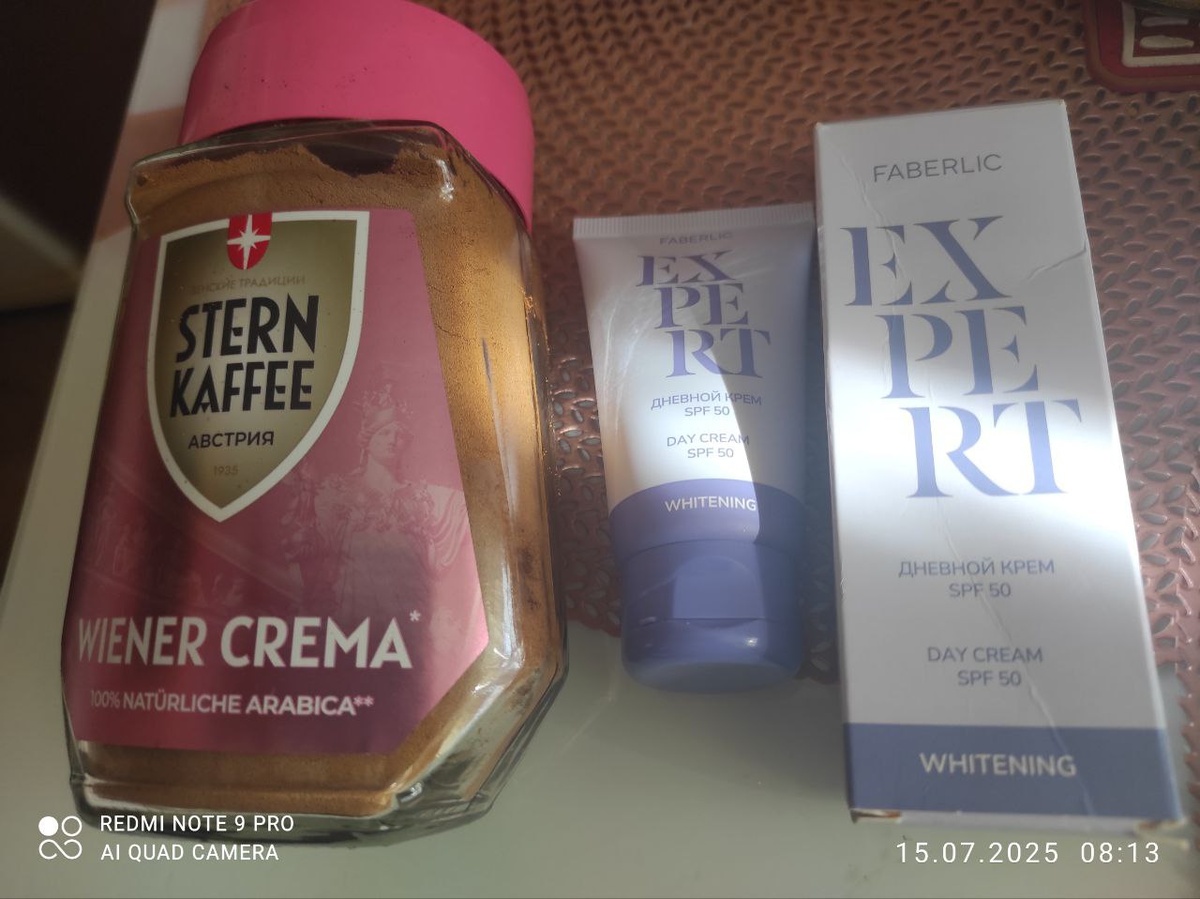 ВЕНСКИЕ ТРАДИЦИИ
STERN
KAFFEE
АВСТРИЯ
1935
WIENER CREMA*
100% NATÜRLICHE ARABICA**
FABERLIC
EX
PE
RT
ДНЕВНОЙ КРЕМ
SPF 50
DAY CREAM
SPF 50
WHITENING
FABERLIC
EX
PE
RT
ДНЕВНОЙ КРЕМ
SPF 50
DAY CREAM
SPF 50
WHITENING
REDMI NOTE 9 PRO
AI QUAD CAMERA
15.07.2025 08:13